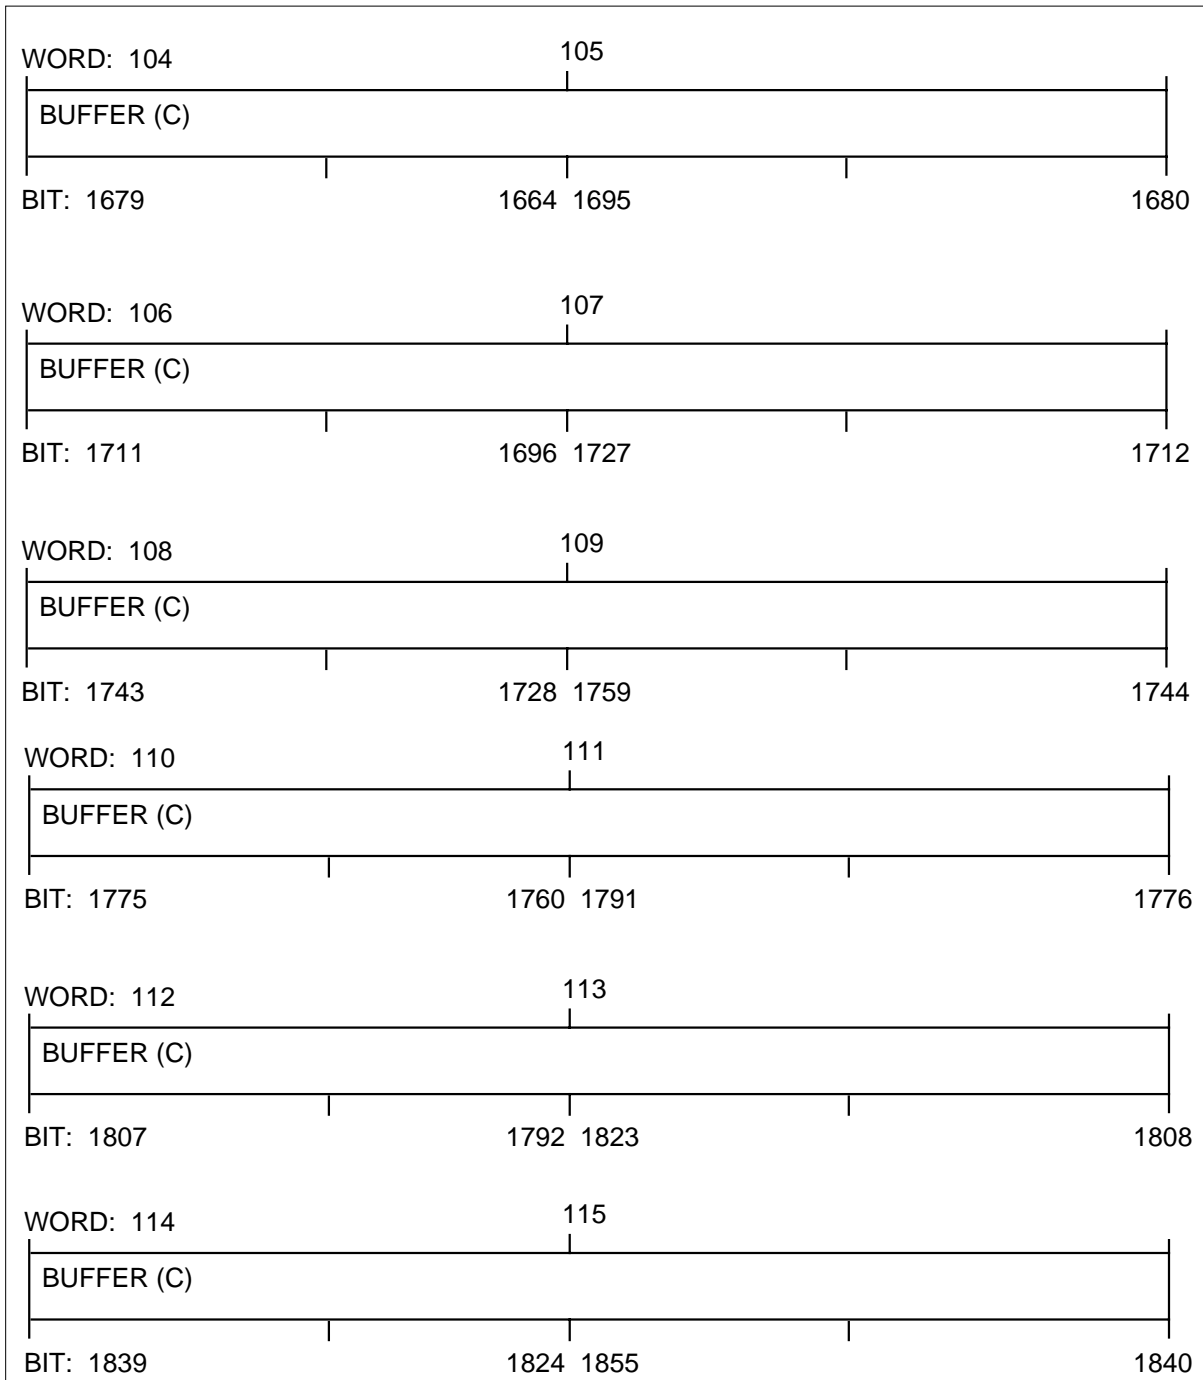 WORD: 104 105
BUFFER (C)
BIT: 1679 1664 1695 1680
WORD: 106 107
BUFFER (C)
BIT: 1711 1696 1727 1712
WORD: 108 109
BUFFER (C)
BIT: 1743 1728 1759 1744
WORD: 110 111
BUFFER (C)
BIT: 1775 1760 1791 1776
WORD: 112 113
BUFFER (C)
BIT: 1807 1792 1823 1808
WORD: 114 115
BUFFER (C)
BIT: 1839 1824 1855 1840